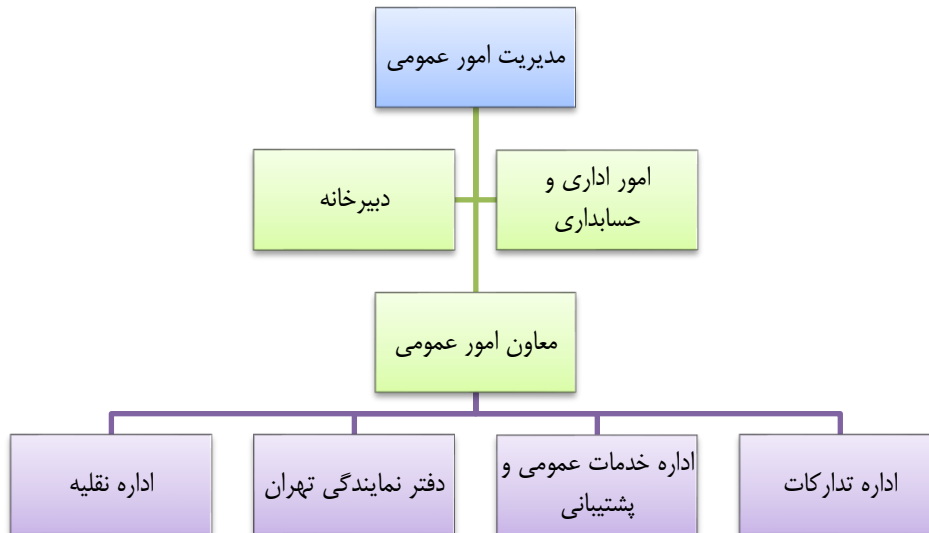 مدیریت امور عمومی
امور اداری و
حسابداری
دبیرخانه
معاون امور عمومی
اداره تدارکات
اداره خدمات عمومی و
پشتیبانی
دفتر نمایندگی تهران
اداره نقلیه